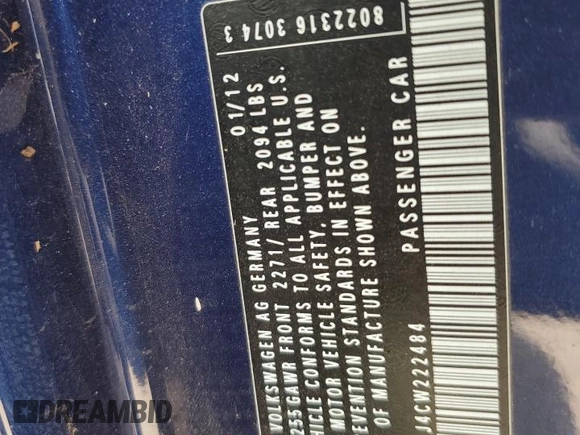 8022316 3074 3
VOLKSWAGEN AG GERMANY 01/12
GAWR FRONT 2271/ REAR 2094 LBS
CONFORMS TO ALL APPLICABLE U.S.
MOTOR VEHICLE SAFETY, BUMPER AND
STANDARDS IN EFFECT ON
OF MANUFACTURE SHOWN ABOVE.
PASSENGER CAR
CW222484
DREAMBID